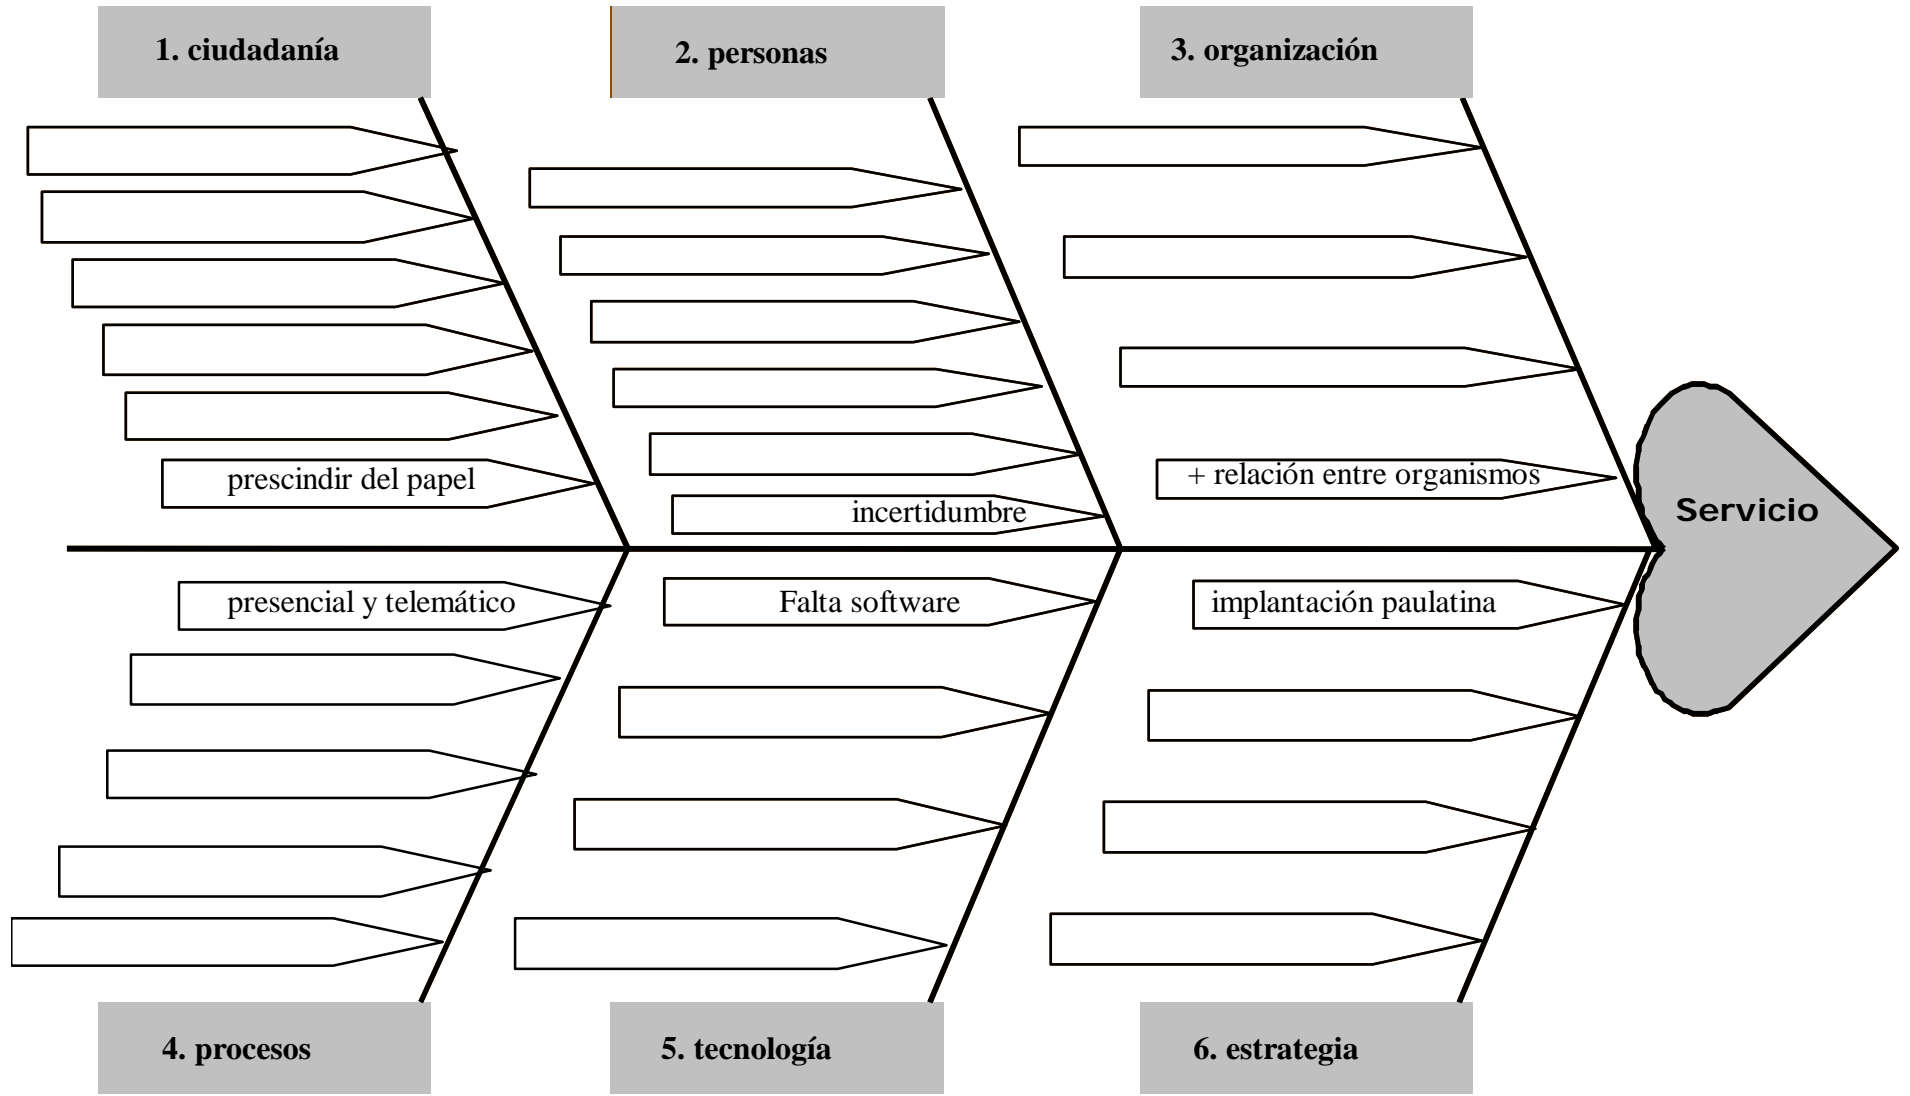 1. ciudadanía
2. personas
3. organización
prescindir del papel
incertidumbre
+ relación entre organismos
Servicio
presencial y telemático
Falta software
implantación paulatina
4. procesos
5. tecnología
6. estrategia